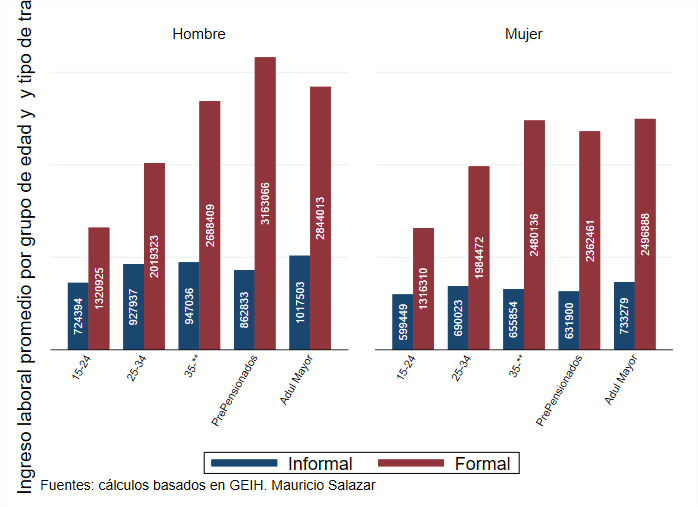 Ingreso laboral promedio por grupo de edad y  y tipo de tra
Hombre
Mujer
724394
1320925
927937
2019323
947036
2688409
862833
3163066
1017503
2844013
599449
1316310
690023
1984472
655854
2480136
631900
2362461
733279
2496888
15-24
25-34
35-**
PrePensionados
Adul Mayor
15-24
25-34
35-**
PrePensionados
Adul Mayor
Informal
Formal
Fuentes: cálculos basados en GEIH. Mauricio Salazar